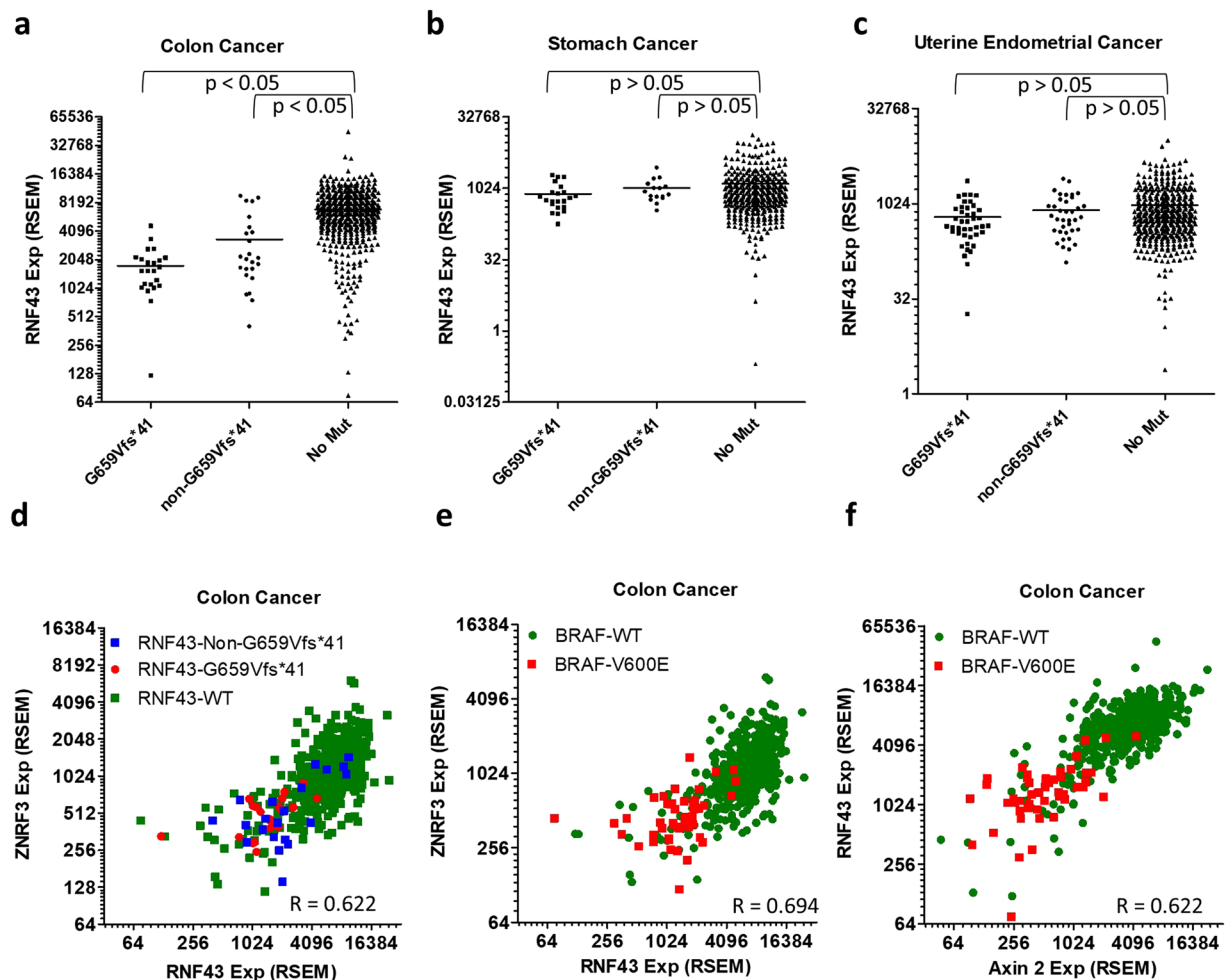 a
Colon Cancer
p < 0.05
p < 0.05
RNF43 Exp (RSEM)
65536
32768
16384
8192
4096
2048
1024
512
256
128
64
G659Vfs*41
non-G659Vfs*41
No Mut
b
Stomach Cancer
p > 0.05
p > 0.05
RNF43 Exp (RSEM)
32768
1024
32
1
0.03125
G659Vfs*41
non-G659Vfs*41
No Mut
c
Uterine Endometrial Cancer
p > 0.05
p > 0.05
RNF43 Exp (RSEM)
32768
1024
32
1
G659Vfs*41
non-G659Vfs*41
No Mut
d
Colon Cancer
RNF43-Non-G659Vfs*41
RNF43-G659Vfs*41
RNF43-WT
ZNRF3 Exp (RSEM)
16384
8192
4096
2048
1024
512
256
128
64
R = 0.622
64 256 1024 4096 16384
RNF43 Exp (RSEM)
e
Colon Cancer
BRAF-WT
BRAF-V600E
ZNRF3 Exp (RSEM)
16384
4096
1024
256
64
R = 0.694
64 256 1024 4096 16384
RNF43 Exp (RSEM)
f
Colon Cancer
BRAF-WT
BRAF-V600E
RNF43 Exp (RSEM)
65536
16384
4096
1024
256
64
R = 0.622
64 256 1024 4096 16384
Axin 2 Exp (RSEM)